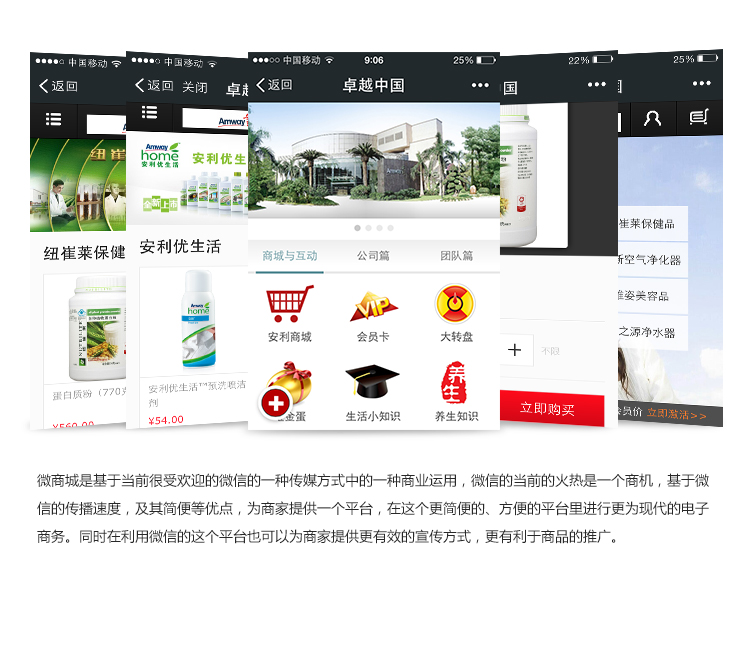 中国移动
返回
纽崔
纽崔莱保健
蛋白质粉（770克
¥560.00
中国移动
返回 关闭 卓越
Amway
Amway
home
安利优生活
安利优生活
全新上市
安利优生活
Amway
home
安利优生活™泵洗喷洁
剂
¥54.00
中国移动 9:06 25%
返回 卓越中国
Amway
商城与互动 公司篇 团队篇
安利商城 VIP 会员卡 大转盘
金蛋 生活小知识 养生 养生知识
22%
国
不限
立即购买
25%
国
崔莱保健品
新空气净化器
雅姿美容品
之源净水器
会员价 立即激活>>
微商城是基于当前很受欢迎的微信的一种传媒方式中的一种商业运用，微信的当前的火热是一个商机，基于微
信的传播速度，及其简便等优点，为商家提供一个平台，在这个更简便的、方便的平台里进行更为现代的电子
商务。同时在利用微信的这个平台也可以为商家提供更有效的宣传方式，更有利于商品的推广。